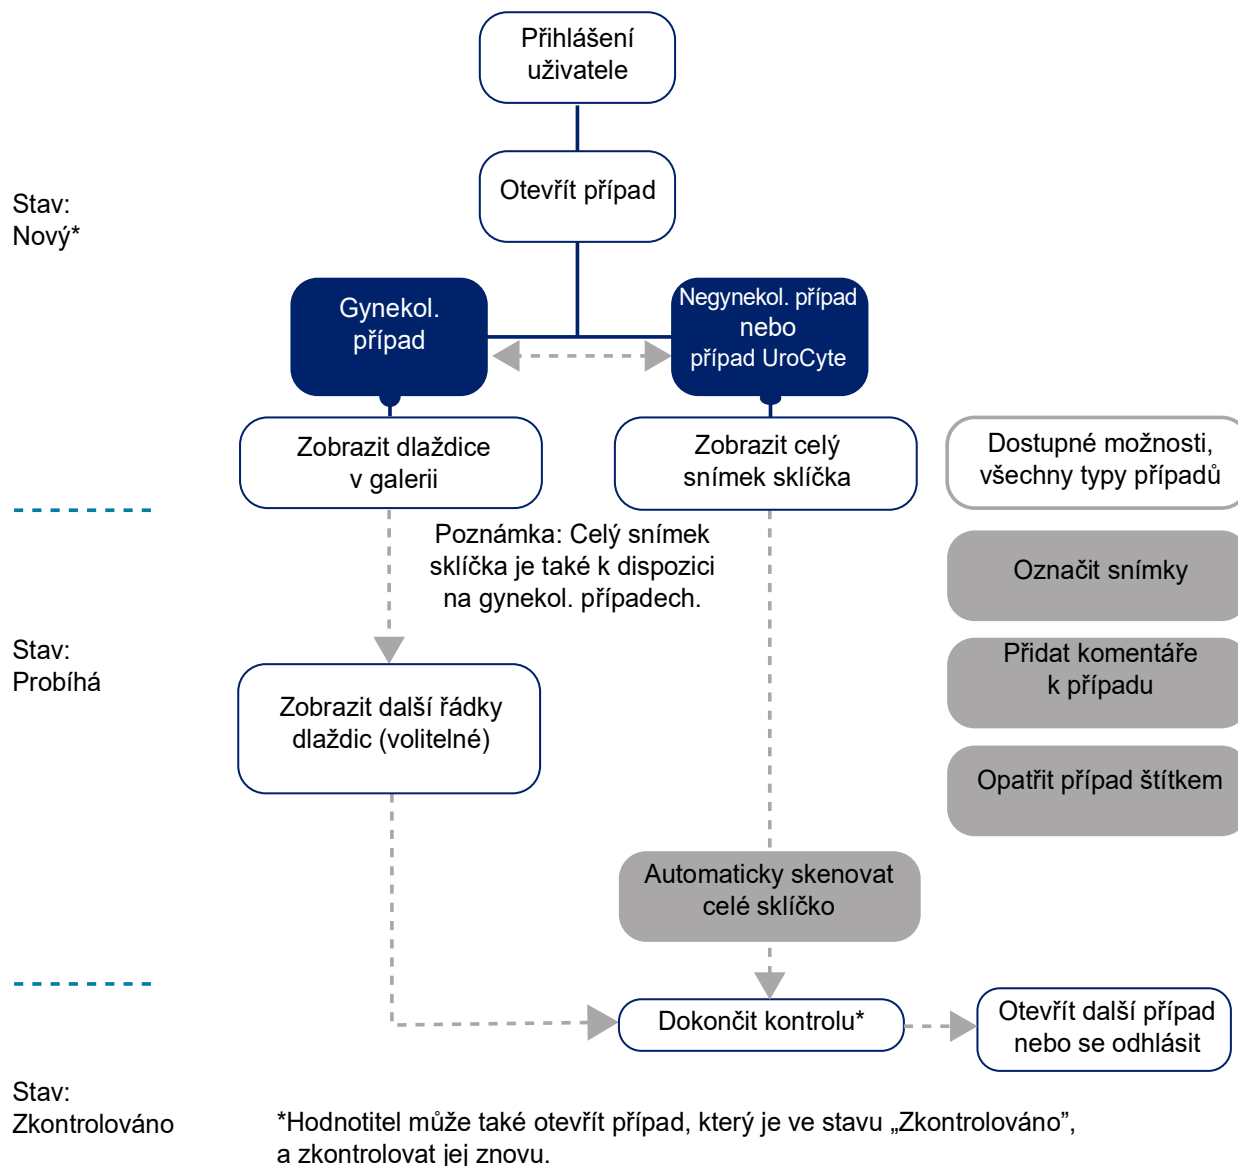 Přihlášení
uživatele
Otevřít případ
Stav:
Nový*
Gynekol.
případ
Negynekol. případ
nebo
případ UroCyte
Zobrazit dlaždice
v galerii
Zobrazit celý
snímek sklíčka
Dostupné možnosti,
všechny typy případů
Poznámka: Celý snímek
sklíčka je také k dispozici
na gynekol. případech.
Označit snímky
Stav:
Probíhá
Přidat komentáře
k případu
Zobrazit další řádky
dlaždic (volitelné)
Opatřit případ štítkem
Automaticky skenovat
celé sklíčko
Dokončit kontrolu*
Otevřít další případ
nebo se odhlásit
Stav:
Zkontrolováno
*Hodnotitel může také otevřít případ, který je ve stavu „Zkontrolováno”,
a zkontrolovat jej znovu.